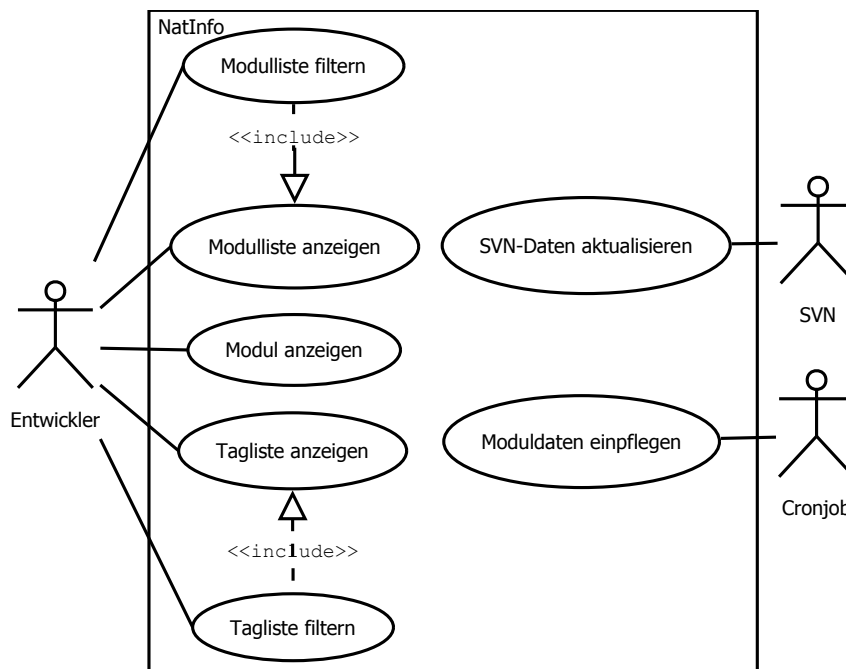 NatInfo
Modulliste filtern
<<include>>
Modulliste anzeigen
SVN-Daten aktualisieren
SVN
Modul anzeigen
Entwickler
Tagliste anzeigen
Moduldaten einpflegen
Cronjob
<<include>>
Tagliste filtern